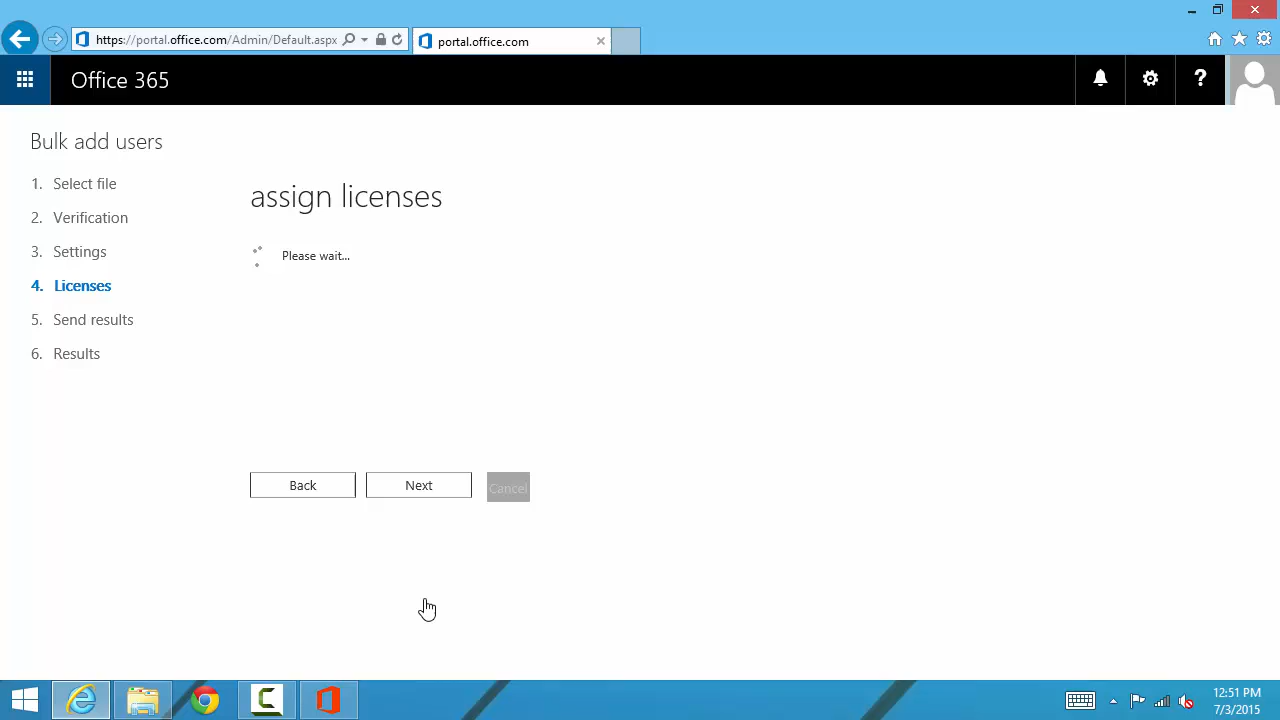 https://portal.office.com/Admin/Default.aspx
portal.office.com
Office 365
?
Bulk add users
1. Select file
2. Verification
3. Settings
4. Licenses
5. Send results
6. Results
assign licenses
Please wait...
Back
Next
Cancel
12:51 PM
7/3/2015